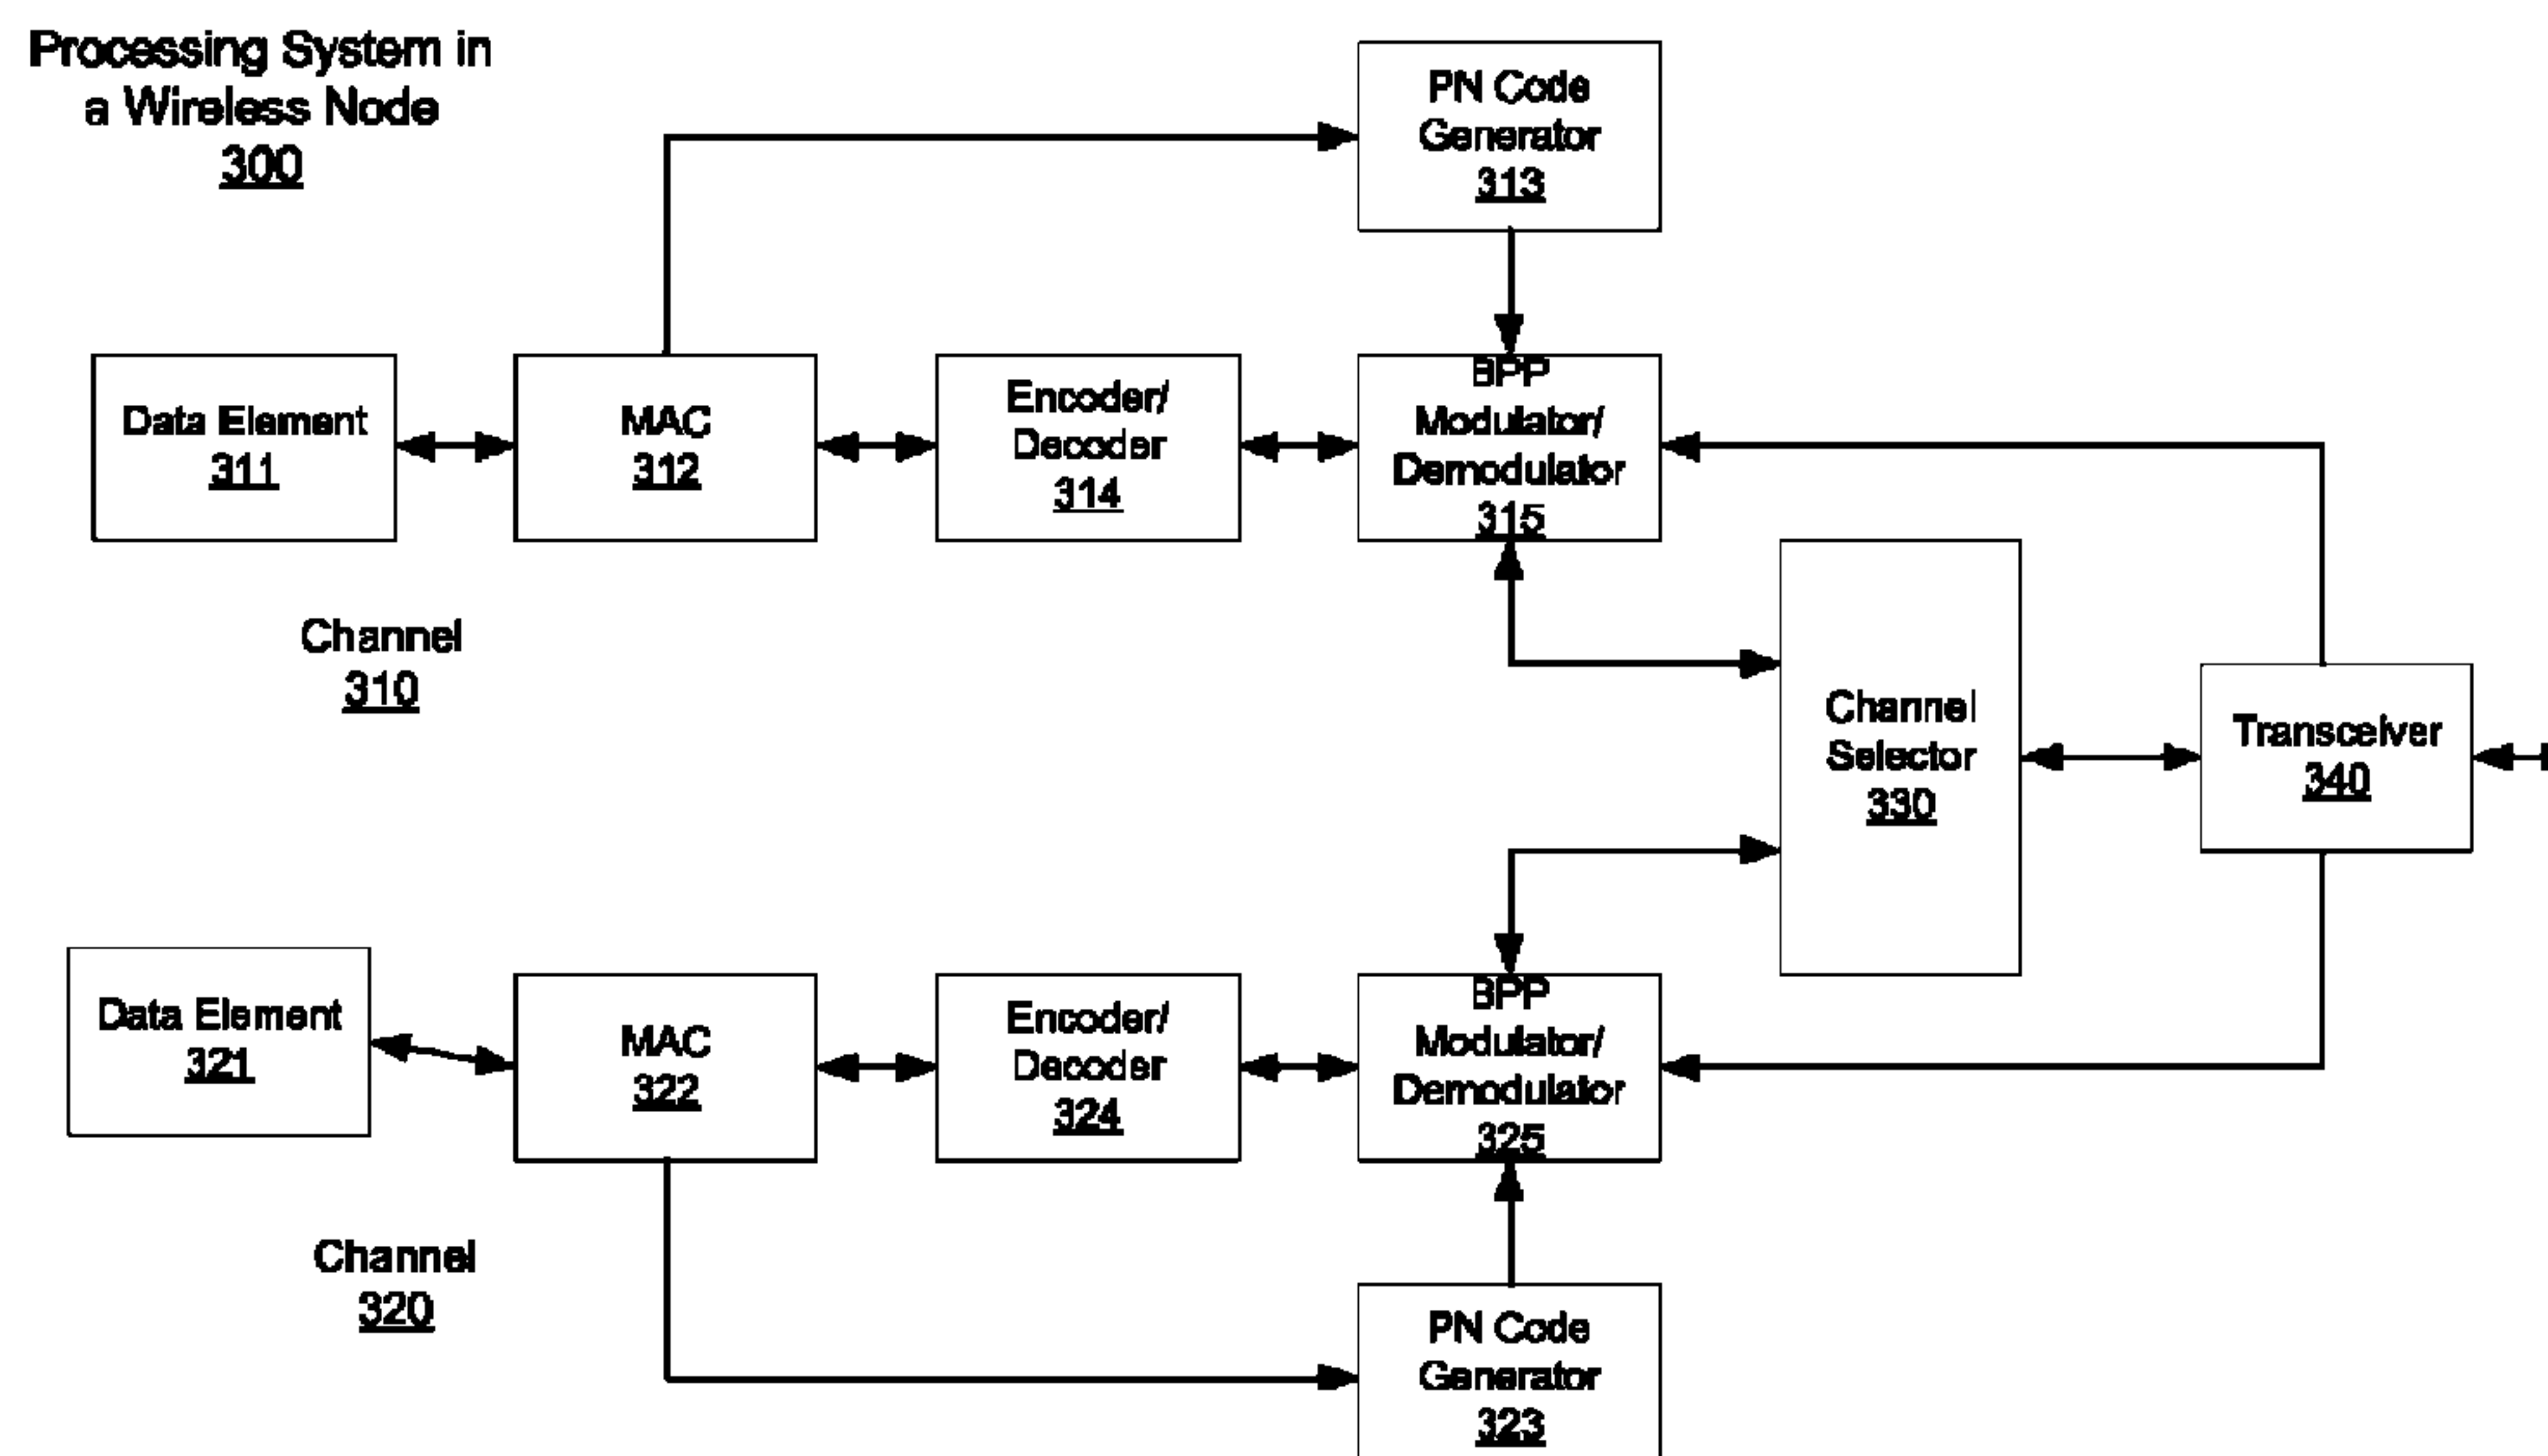 Processing System in
a Wireless Node
300
PN Code
Generator
313
Data Element
311
MAC
312
Encoder/
Decoder
314
BPP
Modulator/
Demodulator
315
Channel
310
Channel
Selector
330
Transceiver
340
Data Element
321
MAC
322
Encoder/
Decoder
324
BPP
Modulator/
Demodulator
325
Channel
320
PN Code
Generator
323